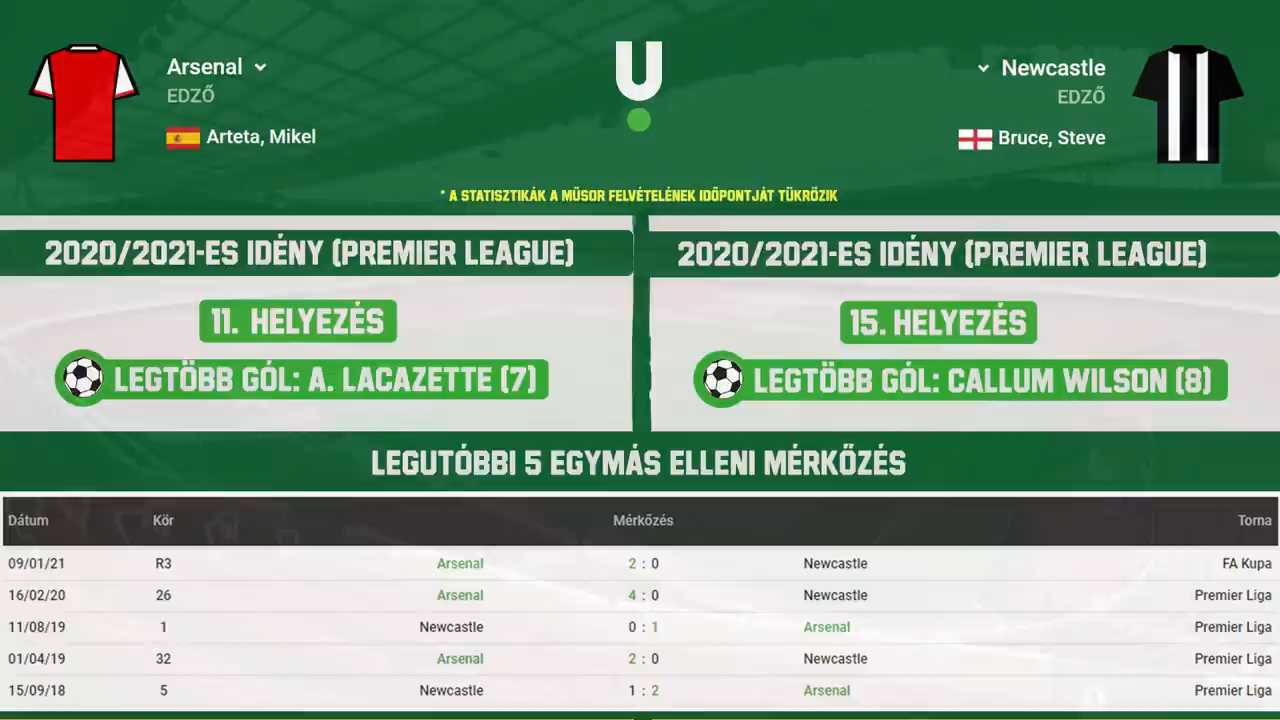 Arsenal
EDZŐ
Arteta, Mikel
U
Newcastle
EDZŐ
Bruce, Steve
* A STATISZTIKÁK A MŰSOR FELVÉTELÉNEK IDŐPONTJÁT TÜKRÖZIK
2020/2021-ES IDÉNY (PREMIER LEAGUE)
11. HELYEZÉS
LEGTÖBB GÓL: A. LACAZETTE (7)
2020/2021-ES IDÉNY (PREMIER LEAGUE)
15. HELYEZÉS
LEGTÖBB GÓL: CALLUM WILSON (8)
LEGUTÓBBI 5 EGYMÁS ELLENI MÉRKŐZÉS
Dátum Kör Mérkőzés Torna
09/01/21 R3 Arsenal 2 : 0 Newcastle FA Kupa
16/02/20 26 Arsenal 4 : 0 Newcastle Premier Liga
11/08/19 1 Newcastle 0 : 1 Arsenal Premier Liga
01/04/19 32 Arsenal 2 : 0 Newcastle Premier Liga
15/09/18 5 Newcastle 1 : 2 Arsenal Premier Liga